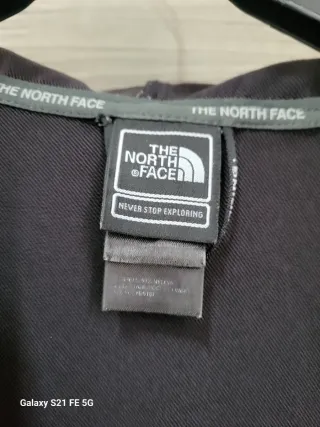 THE NORTH FACE
THE NORTH FACE
THE
NORTH
®FACE
NEVER STOP EXPLORING
Galaxy S21 FE 5G